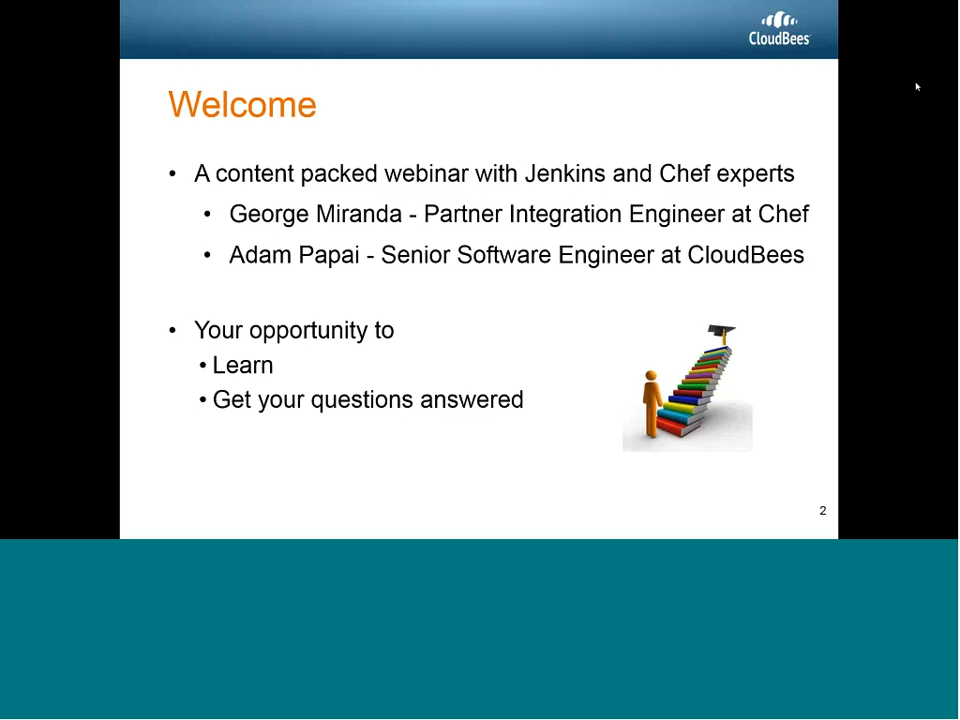 CloudBees
Welcome
• A content packed webinar with Jenkins and Chef experts
• George Miranda - Partner Integration Engineer at Chef
• Adam Papai - Senior Software Engineer at CloudBees
• Your opportunity to
• Learn
• Get your questions answered
2